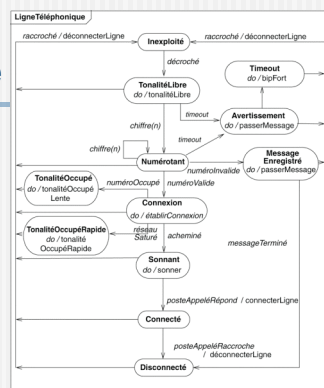 LigneTéléphonique
raccroché / déconnecterLigne
raccroché / déconnecterLigne
Inexploité
décroché
Timeout
do / bipFort
TonalitéLibre
do / tonalitéLibre
timeout
Avertissement
do / passerMessage
chiffre(n)
timeout
chiffre(n)
Numérotant
Message
Enregistré
do / passerMessage
numéroInvalide
TonalitéOccupé
do / tonalitéOccupé
Lente
numéroOccupé
numéroValide
Connexion
do / établirConnexion
TonalitéOccupéRapide
do / tonalité
OccupéRapide
réseau
Saturé
acheminé
messageTerminé
Sonnant
do / sonner
posteAppeléRépond / connecterLigne
Connecté
posteAppeléRaccroche
/ déconnecterLigne
Disconnecté